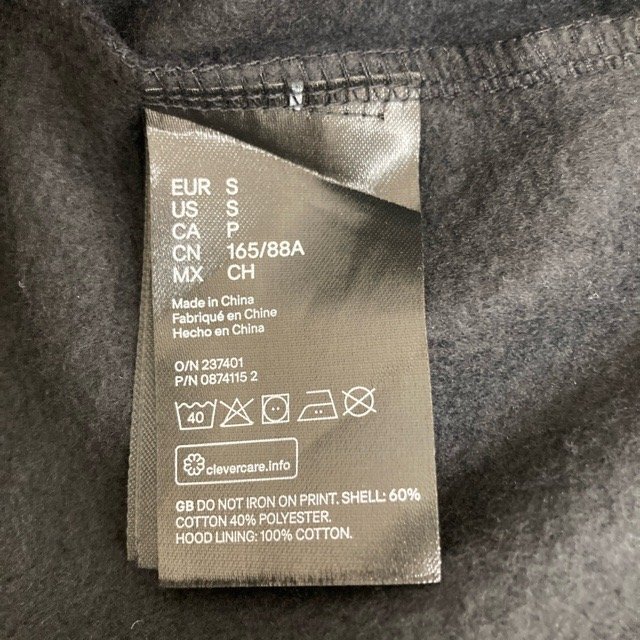 EUR S
US S
CA P
CN 165/88A
MX CH
Made in China
Fabriqué en Chine
Hecho en China
O/N 237401
P/N 0874115 2
40
clevercare.info
GB DO NOT IRON ON PRINT. SHELL: 60%
COTTON 40% POLYESTER.
HOOD LINING: 100% COTTON.